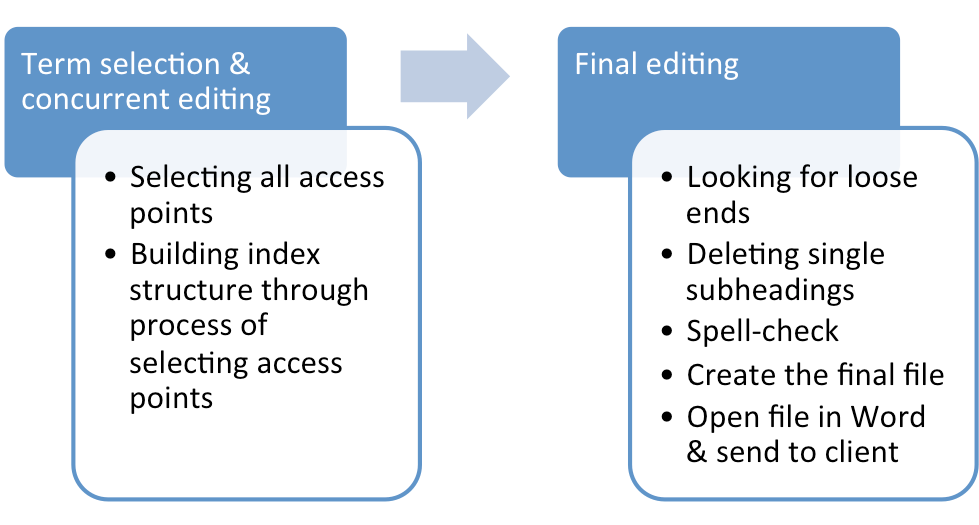 Term selection &
concurrent editing
• Selecting all access
points
• Building index
structure through
process of
selecting access
points
Final editing
• Looking for loose
ends
• Deleting single
subheadings
• Spell-check
• Create the final file
• Open file in Word
& send to client